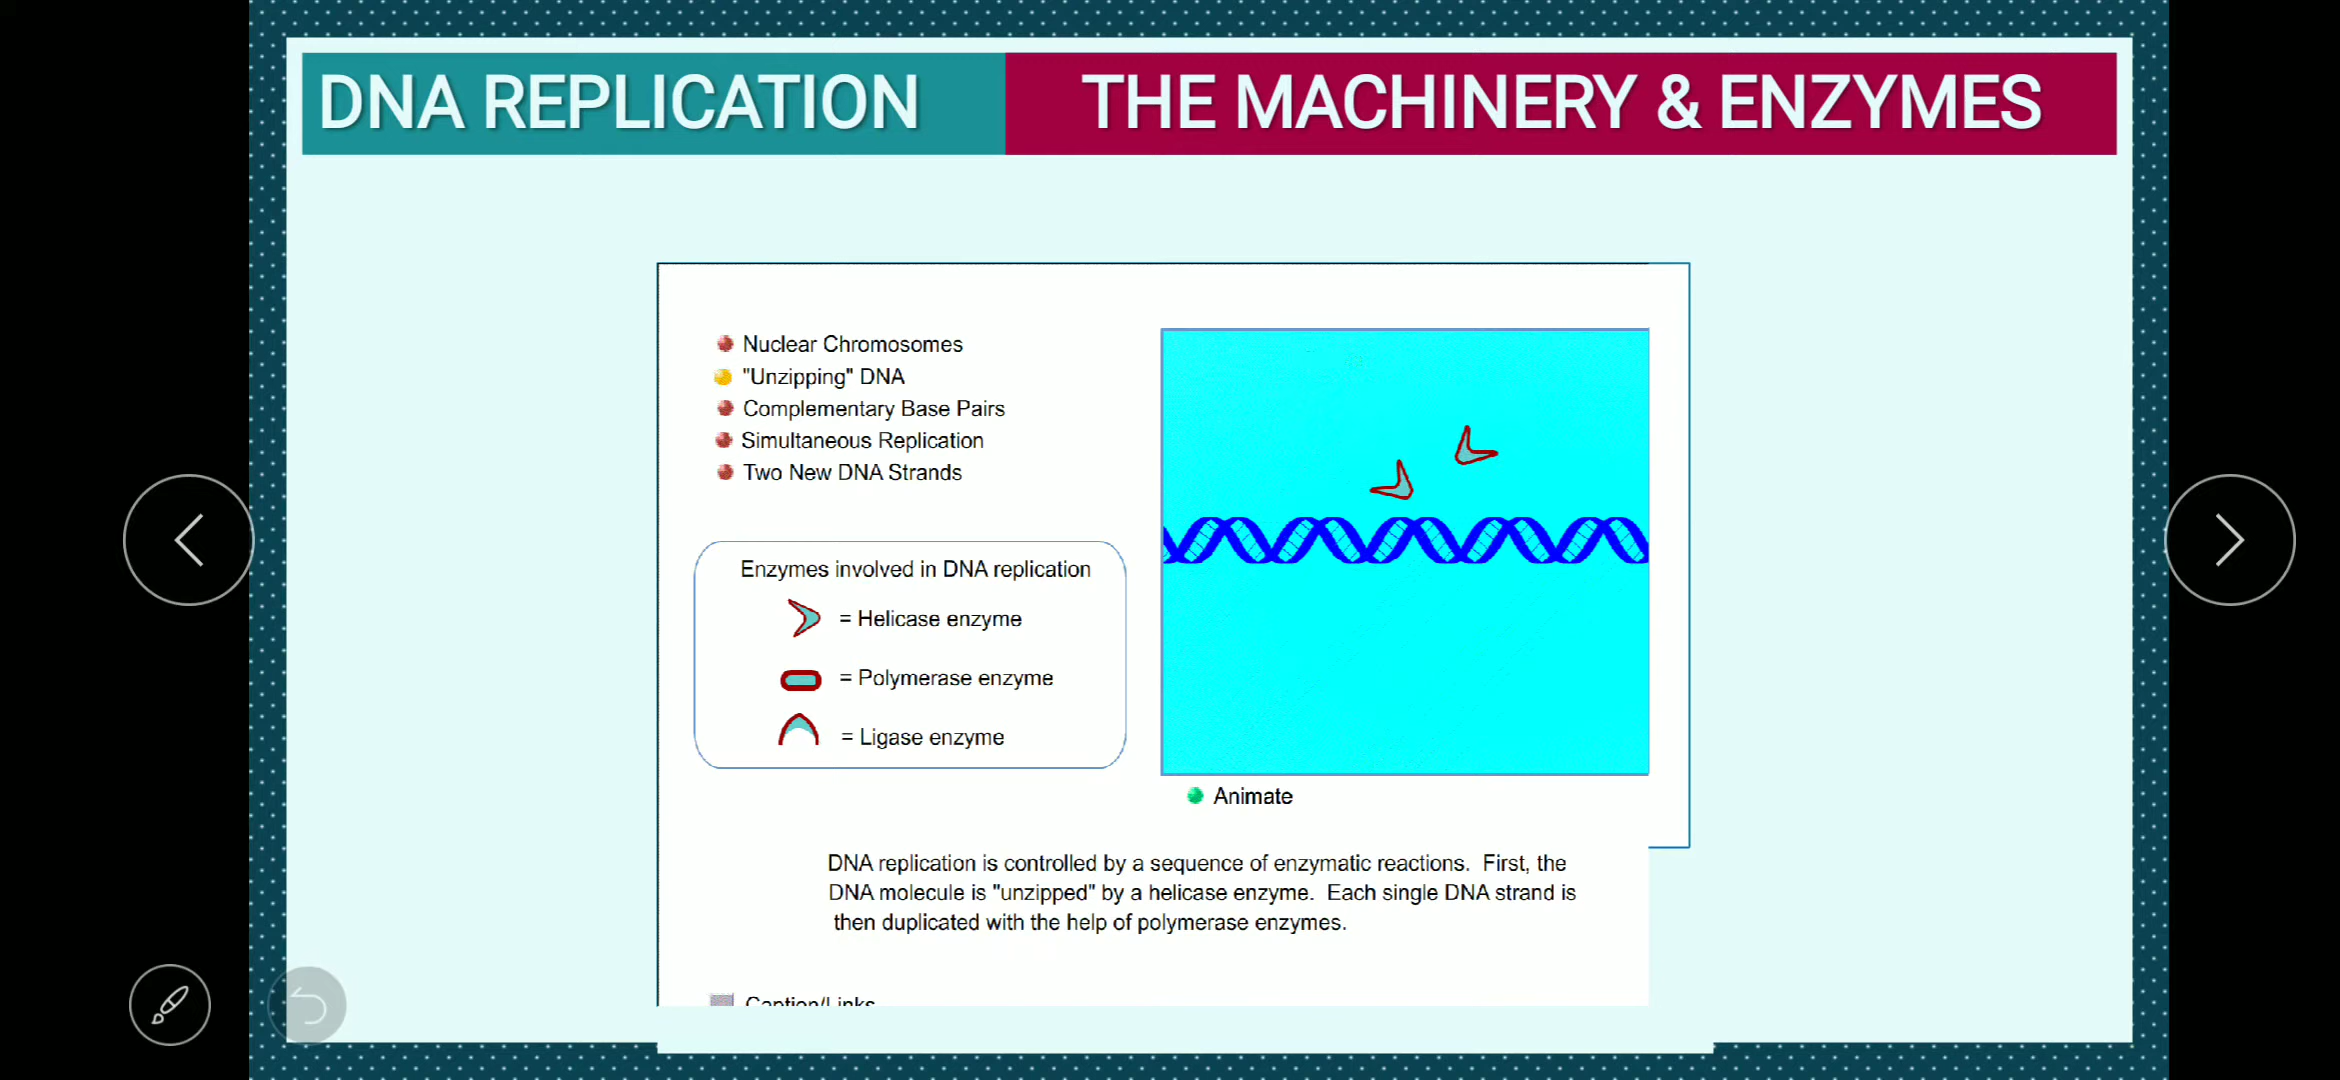 DNA REPLICATION THE MACHINERY & ENZYMES
Nuclear Chromosomes
"Unzipping" DNA
Complementary Base Pairs
Simultaneous Replication
Two New DNA Strands
Enzymes involved in DNA replication
= Helicase enzyme
= Polymerase enzyme
= Ligase enzyme
Animate
DNA replication is controlled by a sequence of enzymatic reactions. First, the
DNA molecule is "unzipped" by a helicase enzyme. Each single DNA strand is
then duplicated with the help of polymerase enzymes.
Caption/Links